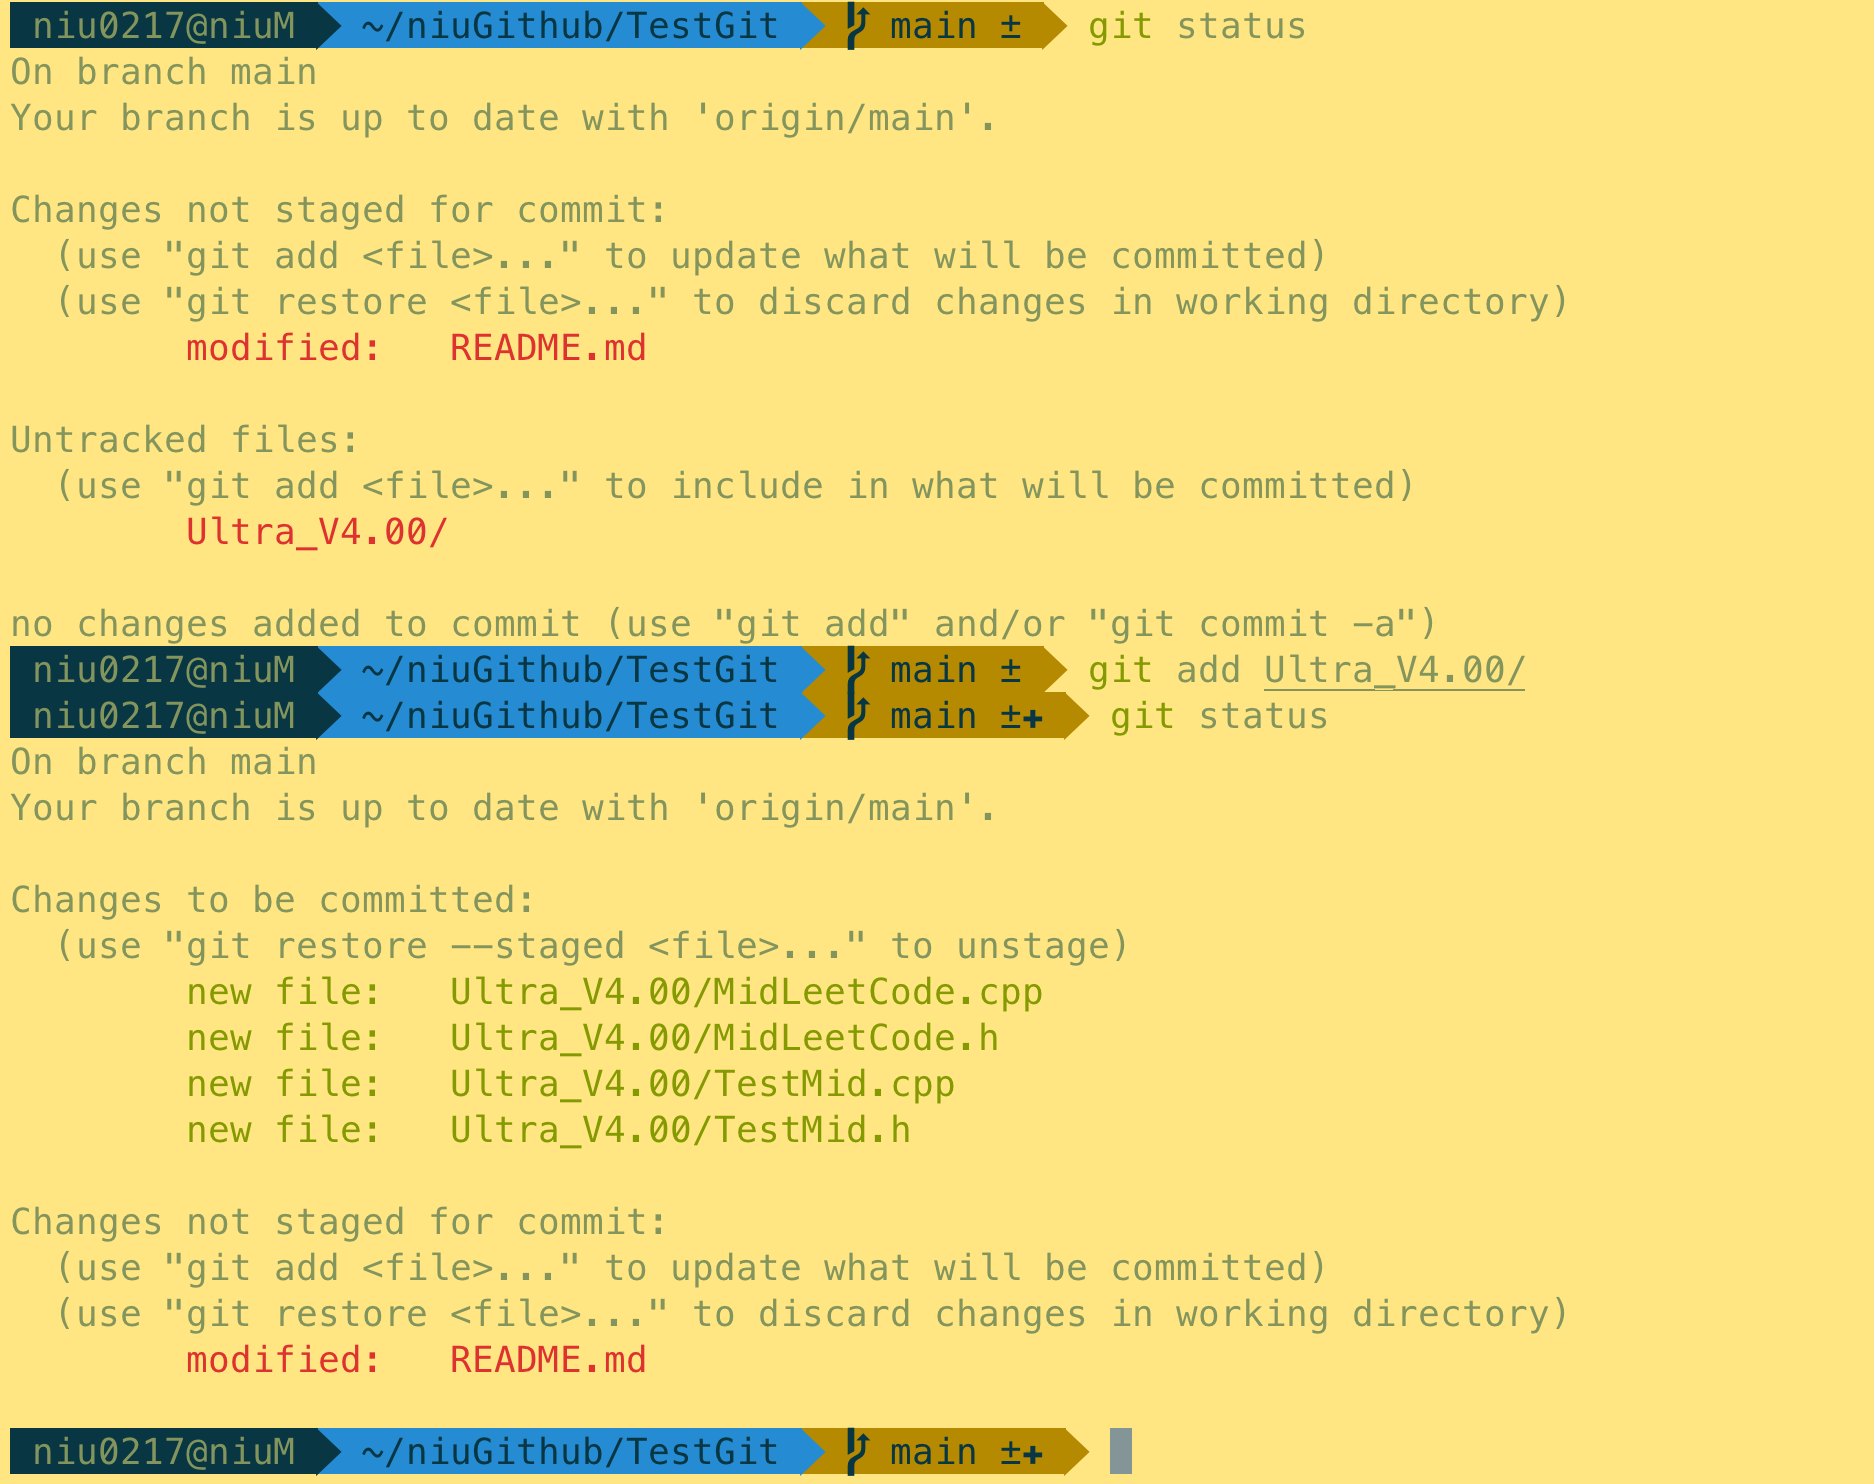 niu0217@niuM ~/niuGithub/TestGit main ± git status
On branch main
Your branch is up to date with 'origin/main'.

Changes not staged for commit:
  (use "git add <file>..." to update what will be committed)
  (use "git restore <file>..." to discard changes in working directory)
        modified:   README.md

Untracked files:
  (use "git add <file>..." to include in what will be committed)
        Ultra_V4.00/

no changes added to commit (use "git add" and/or "git commit -a")
niu0217@niuM ~/niuGithub/TestGit main ± git add Ultra_V4.00/
niu0217@niuM ~/niuGithub/TestGit main ±✚ git status
On branch main
Your branch is up to date with 'origin/main'.

Changes to be committed:
  (use "git restore --staged <file>..." to unstage)
        new file:   Ultra_V4.00/MidLeetCode.cpp
        new file:   Ultra_V4.00/MidLeetCode.h
        new file:   Ultra_V4.00/TestMid.cpp
        new file:   Ultra_V4.00/TestMid.h

Changes not staged for commit:
  (use "git add <file>..." to update what will be committed)
  (use "git restore <file>..." to discard changes in working directory)
        modified:   README.md

niu0217@niuM ~/niuGithub/TestGit main ±✚